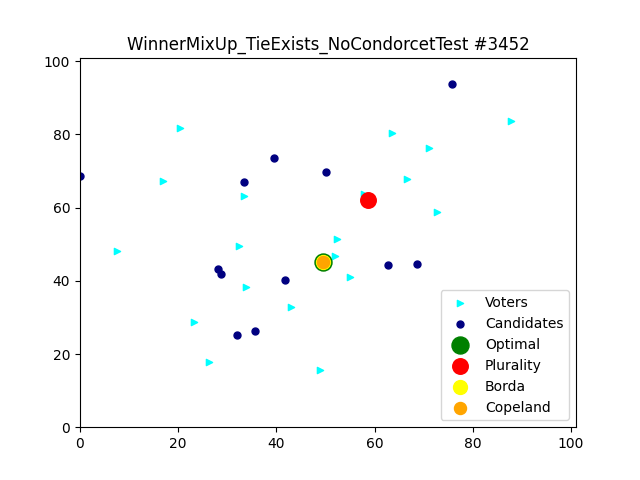 WinnerMixUp_TieExists_NoCondorcetTest #3452
100
80
60
40
20
0
0
20
40
60
80
100
Voters
Candidates
Optimal
Plurality
Borda
Copeland